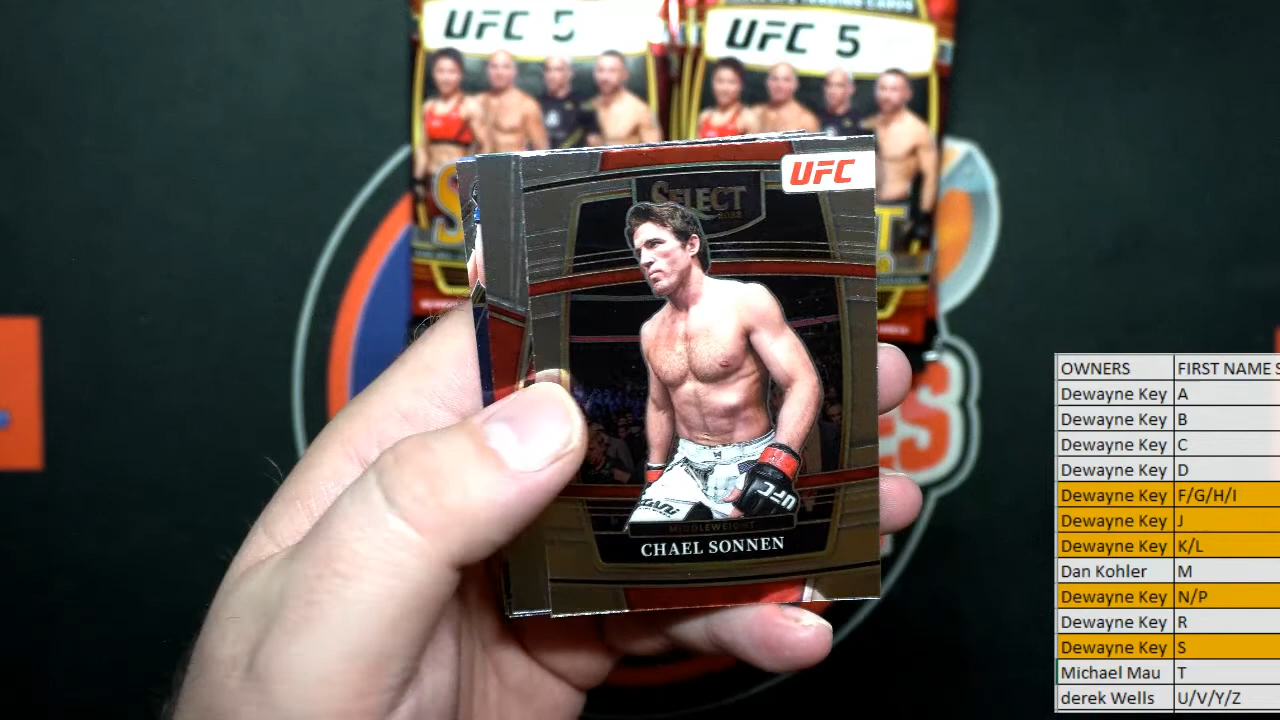 UFC 5
UFC 5
UFC
SELECT
2022
UFC
MIDDLEWEIGHT
CHAEL SONNEN
OWNERS FIRST NAME S
Dewayne Key A
Dewayne Key B
Dewayne Key C
Dewayne Key D
Dewayne Key F/G/H/I
Dewayne Key J
Dewayne Key K/L
Dan Kohler M
Dewayne Key N/P
Dewayne Key R
Dewayne Key S
Michael Mau T
derek Wells U/V/Y/Z